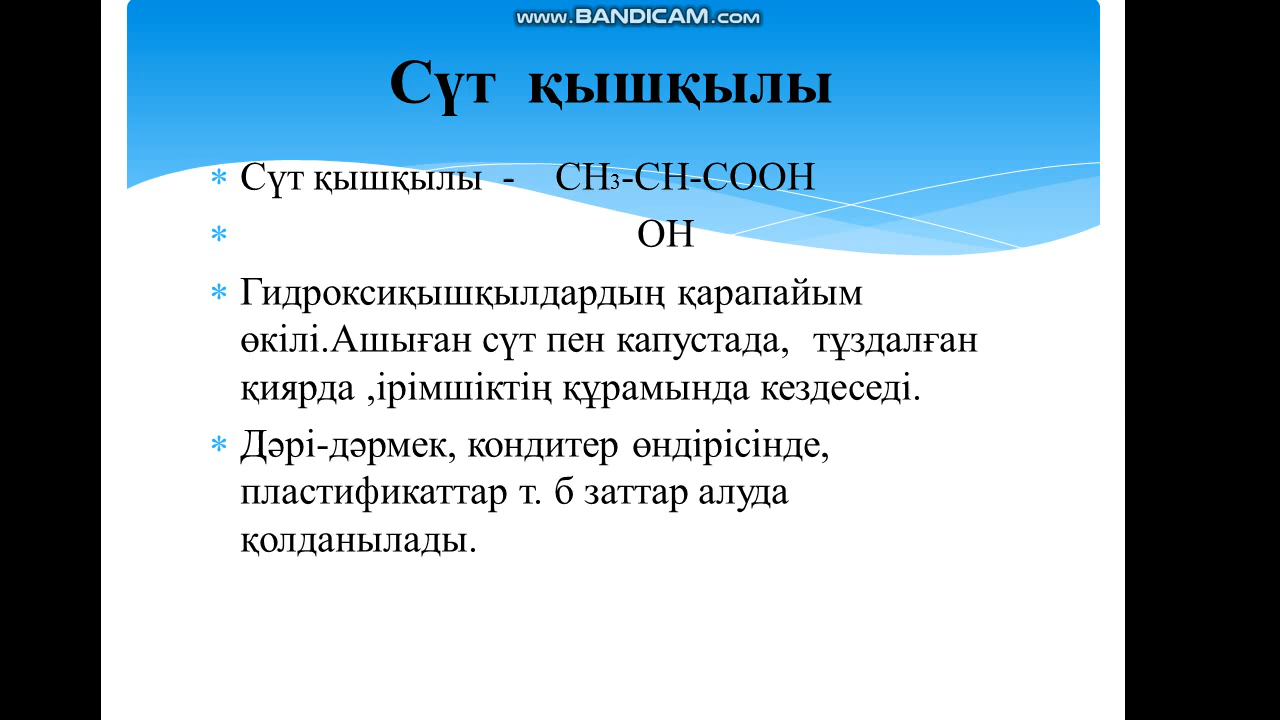 www.BANDICAM.com
Сүт қышқылы
* Сүт қышқылы - CH3-CH-COOH
* OH
* Гидроксиқышқылдардың қарапайым
өкілі.Ашыған сүт пен капустада, тұздалған
қиярда ,ірімшіктің құрамында кездеседі.
* Дәрі-дәрмек, кондитер өндірісінде,
пластификаттар т. б заттар алуда
қолданылады.